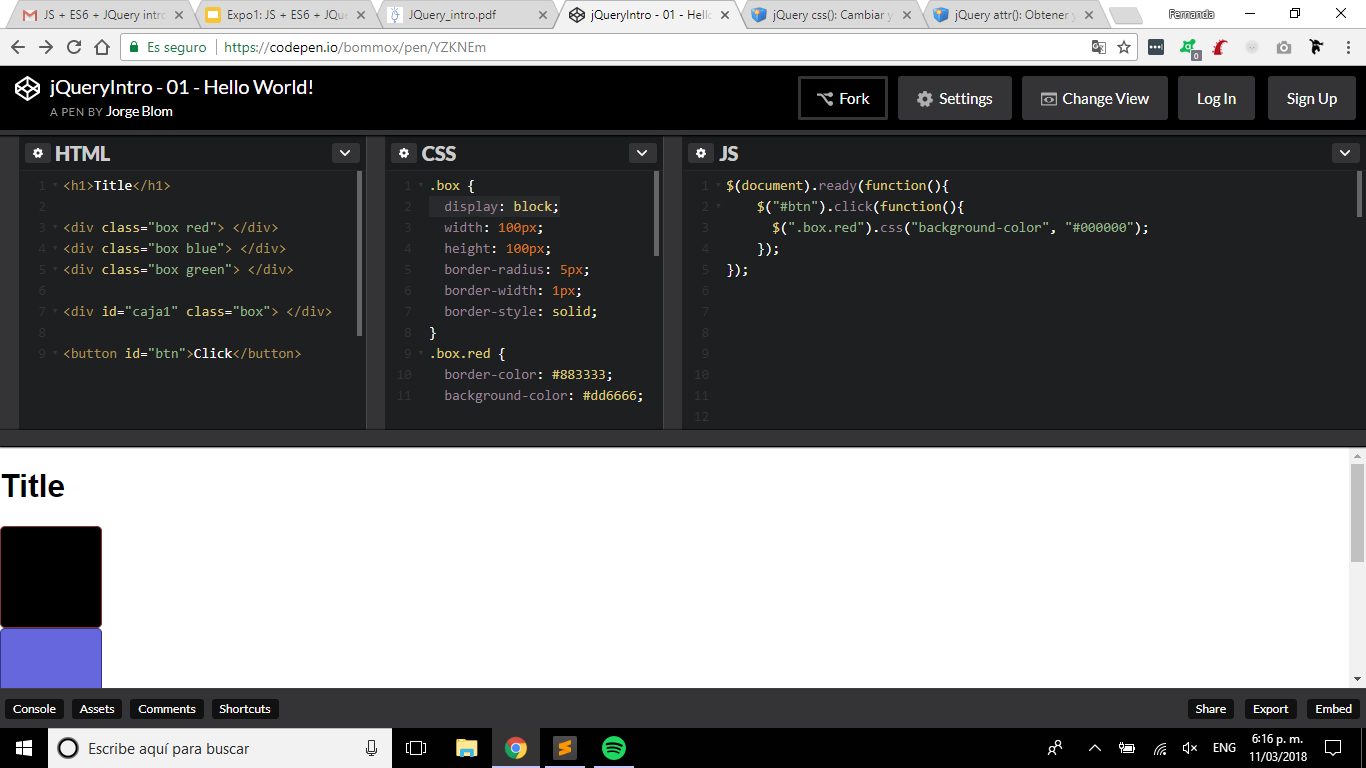 JS + ES6 + JQuery intro
Expo1: JS + ES6 + JQue
JQuery_intro.pdf
jQueryIntro - 01 - Hello
jQuery css(): Cambiar y
jQuery attr(): Obtener y
Fernanda
Es seguro
https://codepen.io/bommox/pen/YZKNEm
0
jQueryIntro - 01 - Hello World!
A PEN BY Jorge Blom
Fork
Settings
Change View
Log In
Sign Up
HTML
1 <h1>Title</h1>
2
3 <div class="box red"> </div>
4 <div class="box blue"> </div>
5 <div class="box green"> </div>
6
7 <div id="caja1" class="box"> </div>
8
9 <button id="btn">Click</button>
CSS
1 .box {
2 display: block;
3 width: 100px;
4 height: 100px;
5 border-radius: 5px;
6 border-width: 1px;
7 border-style: solid;
8 }
9 .box.red {
10 border-color: #883333;
11 background-color: #dd6666;
JS
1 $(document).ready(function(){
2 $("#btn").click(function(){
3 $(".box.red").css("background-color", "#000000");
4 });
5 });
6
7
8
9
10
11
12
Title
Console
Assets
Comments
Shortcuts
Share
Export
Embed
Escribe aquí para buscar
ENG
6:16 p. m.
11/03/2018